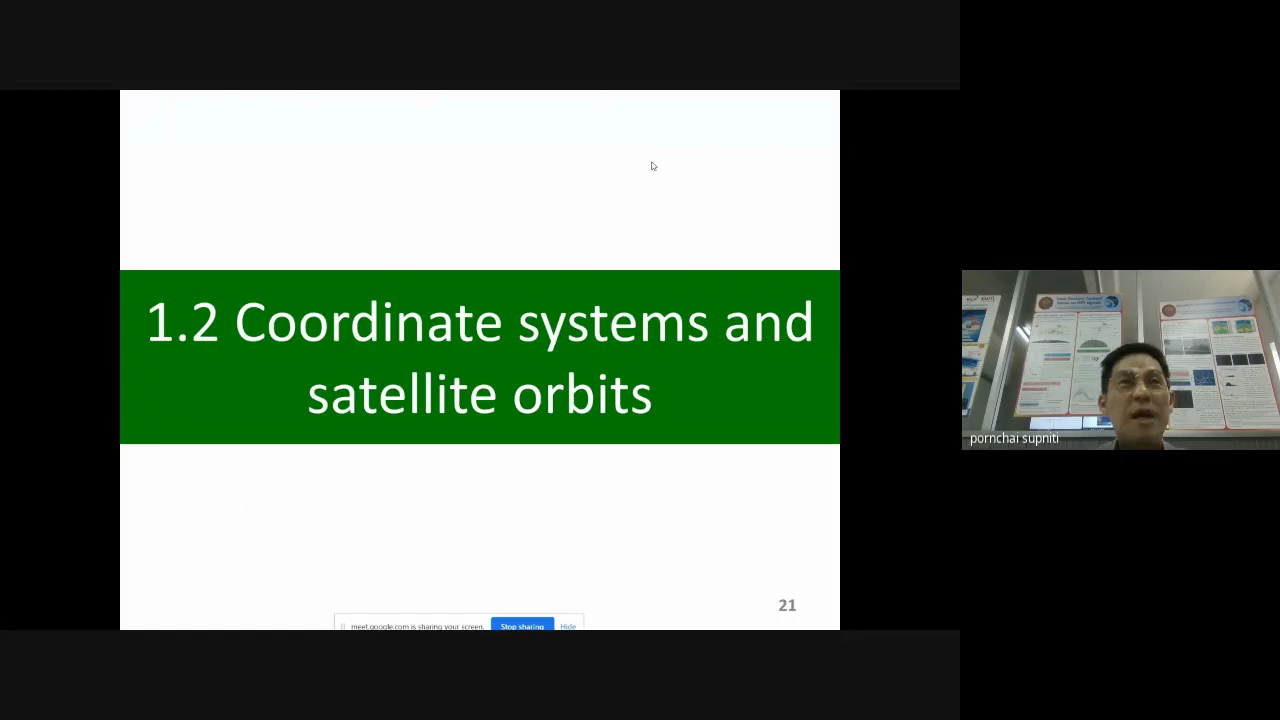 1.2 Coordinate systems and
satellite orbits
21
meet.google.com is sharing your screen.
Stop sharing
Hide
pornchai supniti